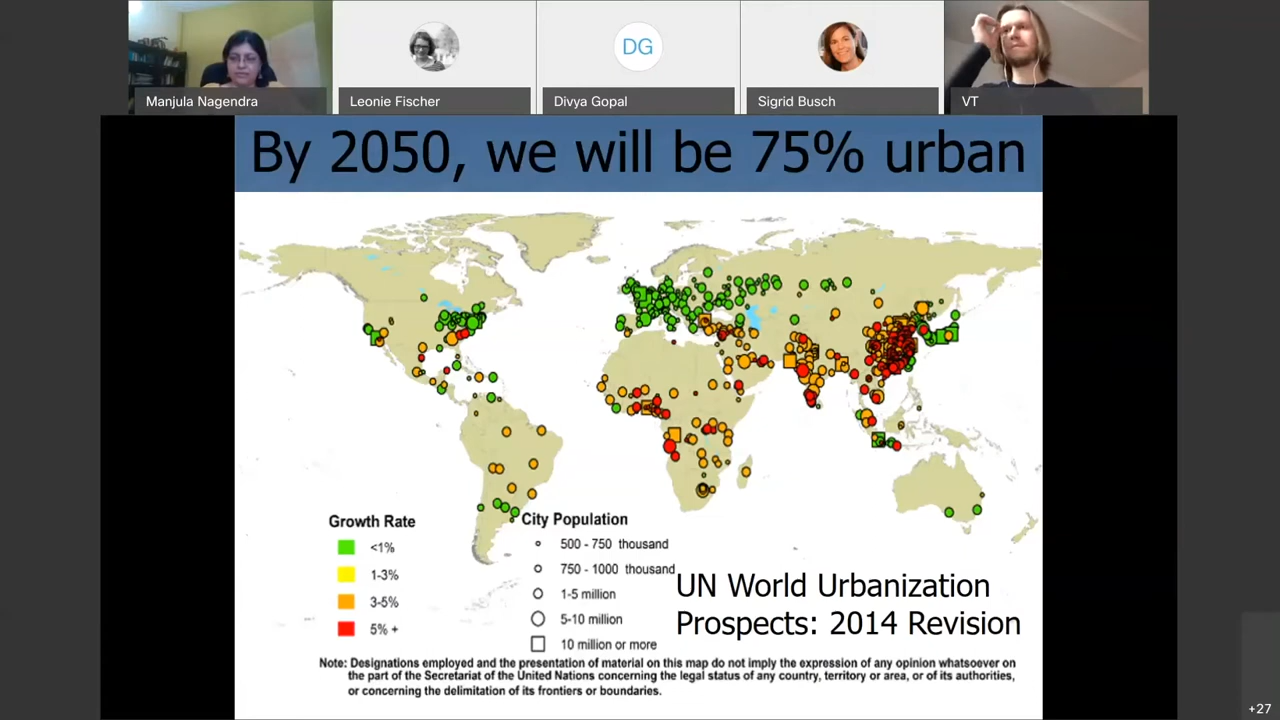 DG
Manjula Nagendra
Leonie Fischer
Divya Gopal
Sigrid Busch
VT
By 2050, we will be 75% urban
Growth Rate
<1%
1-3%
3-5%
5% +
City Population
500 - 750 thousand
750 - 1000 thousand
1-5 million
5-10 million
10 million or more
UN World Urbanization
Prospects: 2014 Revision
Note: Designations employed and the presentation of material on this map do not imply the expression of any opinion whatsoever on
the part of the Secretariat of the United Nations concerning the legal status of any country, territory or area, or of its authorities,
or concerning the delimitation of its frontiers or boundaries.
+27